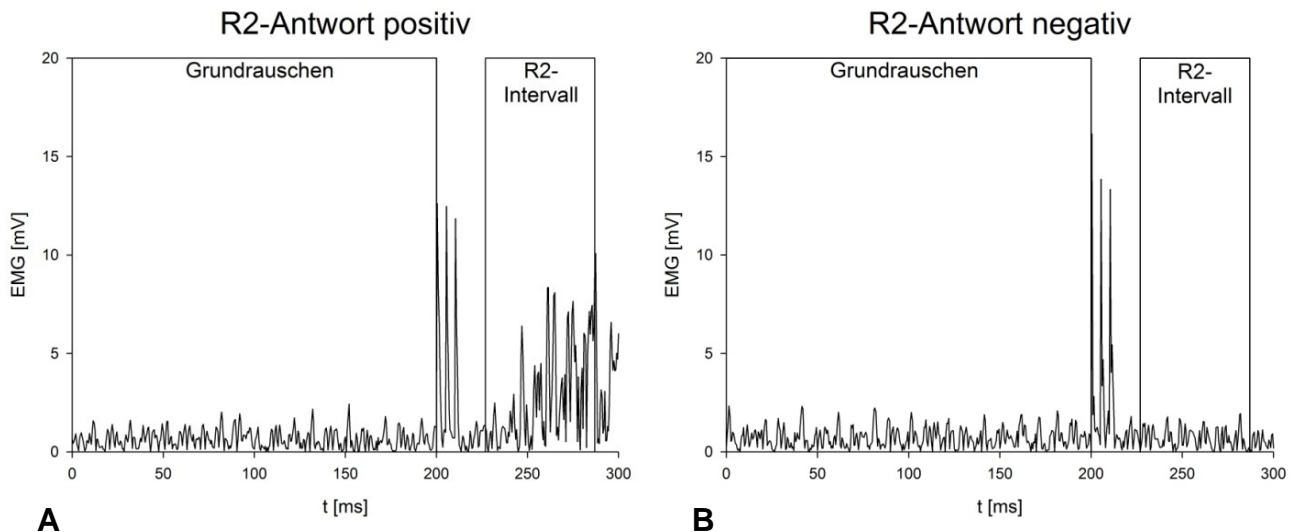 R2-Antwort positiv
20
15
10
5
0
EMG [mV]
Grundrauschen
R2-
Intervall
0 50 100 150 200 250 300
t [ms]
A
R2-Antwort negativ
20
15
10
5
0
EMG [mV]
Grundrauschen
R2-
Intervall
0 50 100 150 200 250 300
t [ms]
B